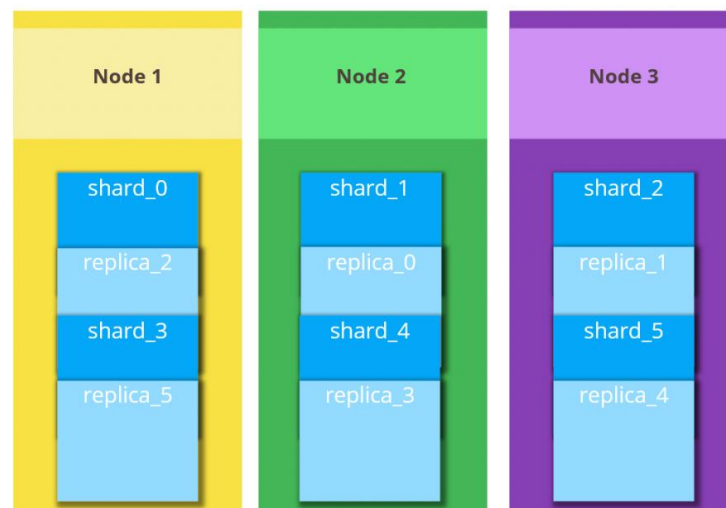 Node 1
Node 2
Node 3
shard_0
shard_1
shard_2
replica_2
replica_0
replica_1
shard_3
shard_4
shard_5
replica_5
replica_3
replica_4